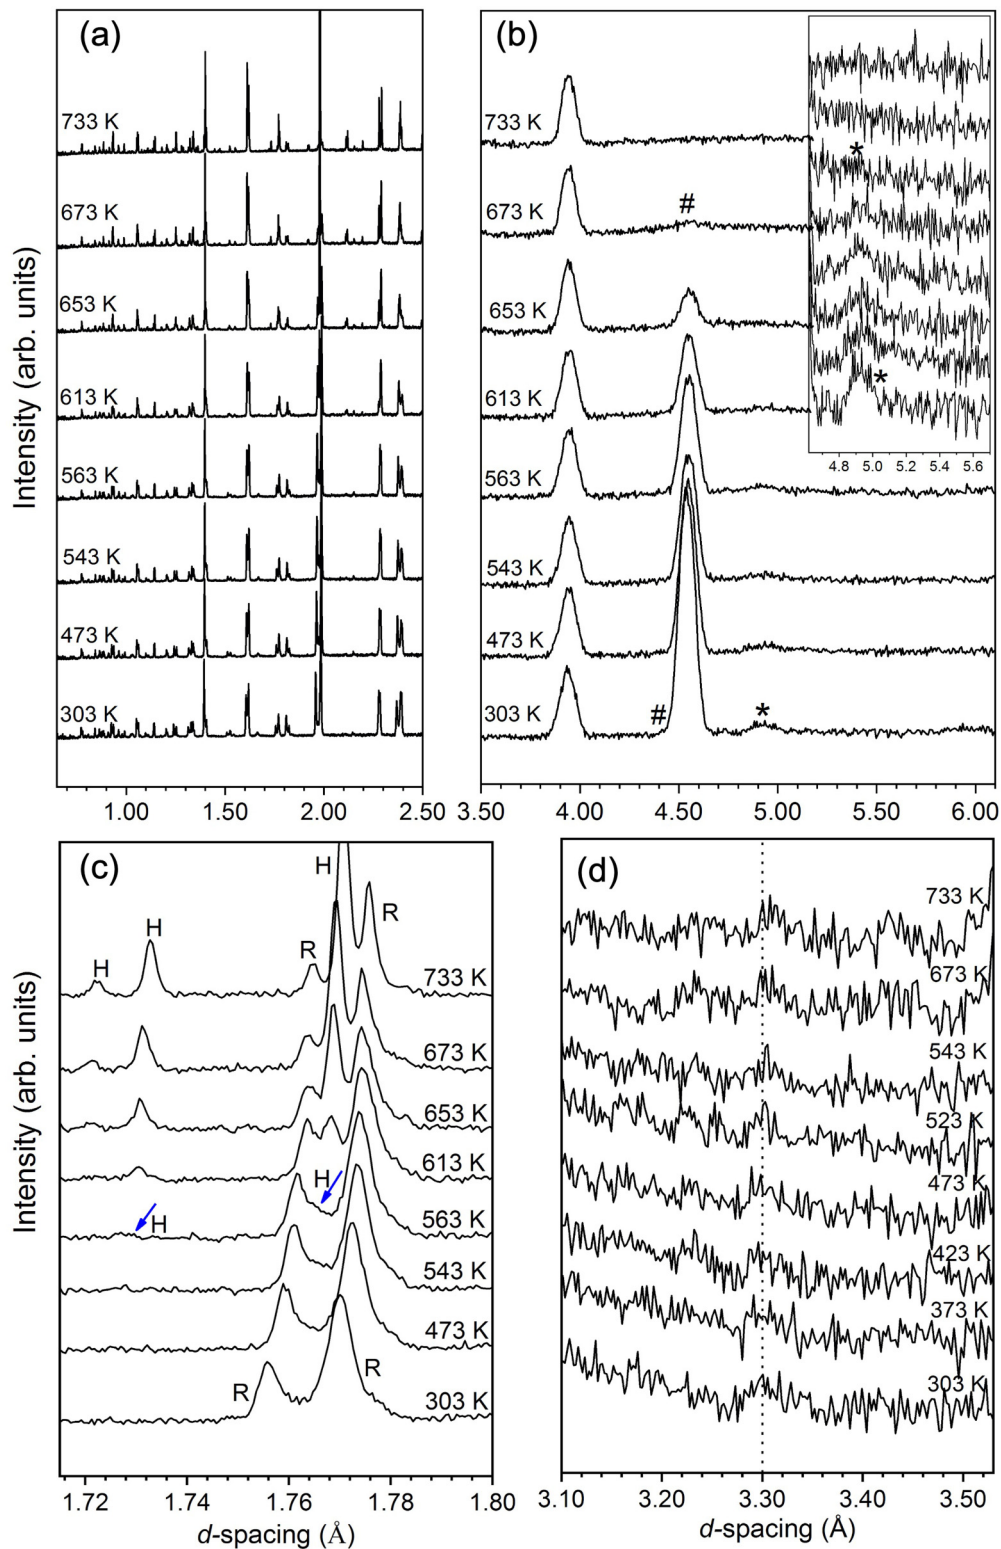 (a)
733 K
673 K
653 K
613 K
563 K
543 K
473 K
303 K
1.00 1.50 2.00 2.50
Intensity (arb. units)
(b)
733 K
673 K
#
653 K
613 K
563 K
543 K
473 K
303 K
#
*
3.50 4.00 4.50 5.00 5.50 6.00
*
*
4.8 5.0 5.2 5.4 5.6
(c)
H
H
H
R
R
733 K
673 K
653 K
613 K
H
H
563 K
543 K
473 K
R
R
303 K
1.72 1.74 1.76 1.78 1.80
d-spacing (Å)
Intensity (arb. units)
(d)
733 K
673 K
543 K
523 K
473 K
423 K
373 K
303 K
3.10 3.20 3.30 3.40 3.50
d-spacing (Å)